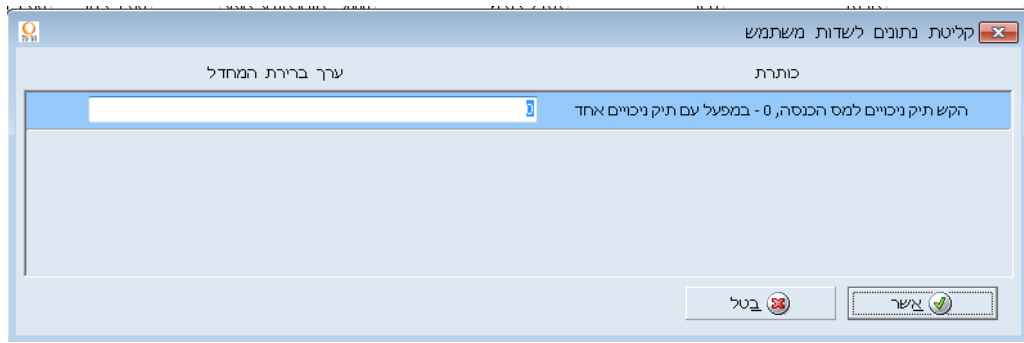 קליטת נתונים לשדות משתמש
כותרת
ערך ברירת המחדל
הקש תיק ניכויים למס הכנסה, 0 - במפעל עם תיק ניכויים אחד
0
אשר
בטל